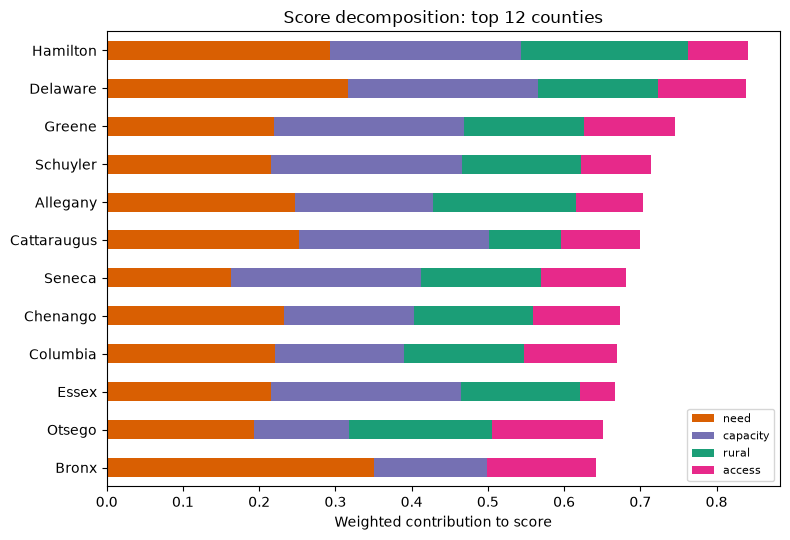 Score decomposition: top 12 counties
Hamilton
Delaware
Greene
Schuyler
Allegany
Cattaraugus
Seneca
Chenango
Columbia
Essex
Otsego
Bronx
need
capacity
rural
access
0.0 0.1 0.2 0.3 0.4 0.5 0.6 0.7 0.8
Weighted contribution to score